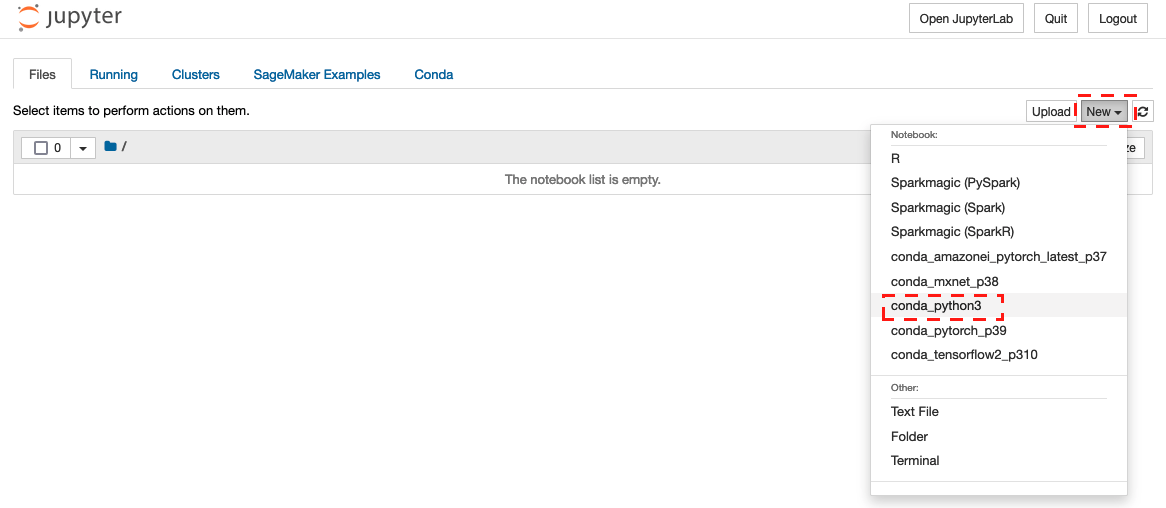 jupyter
Open JupyterLab Quit Logout
Files Running Clusters SageMaker Examples Conda
Select items to perform actions on them.
Upload New
0 /
ze
The notebook list is empty.
Notebook:
R
Sparkmagic (PySpark)
Sparkmagic (Spark)
Sparkmagic (SparkR)
conda_amazonei_pytorch_latest_p37
conda_mxnet_p38
conda_python3
conda_pytorch_p39
conda_tensorflow2_p310
Other:
Text File
Folder
Terminal